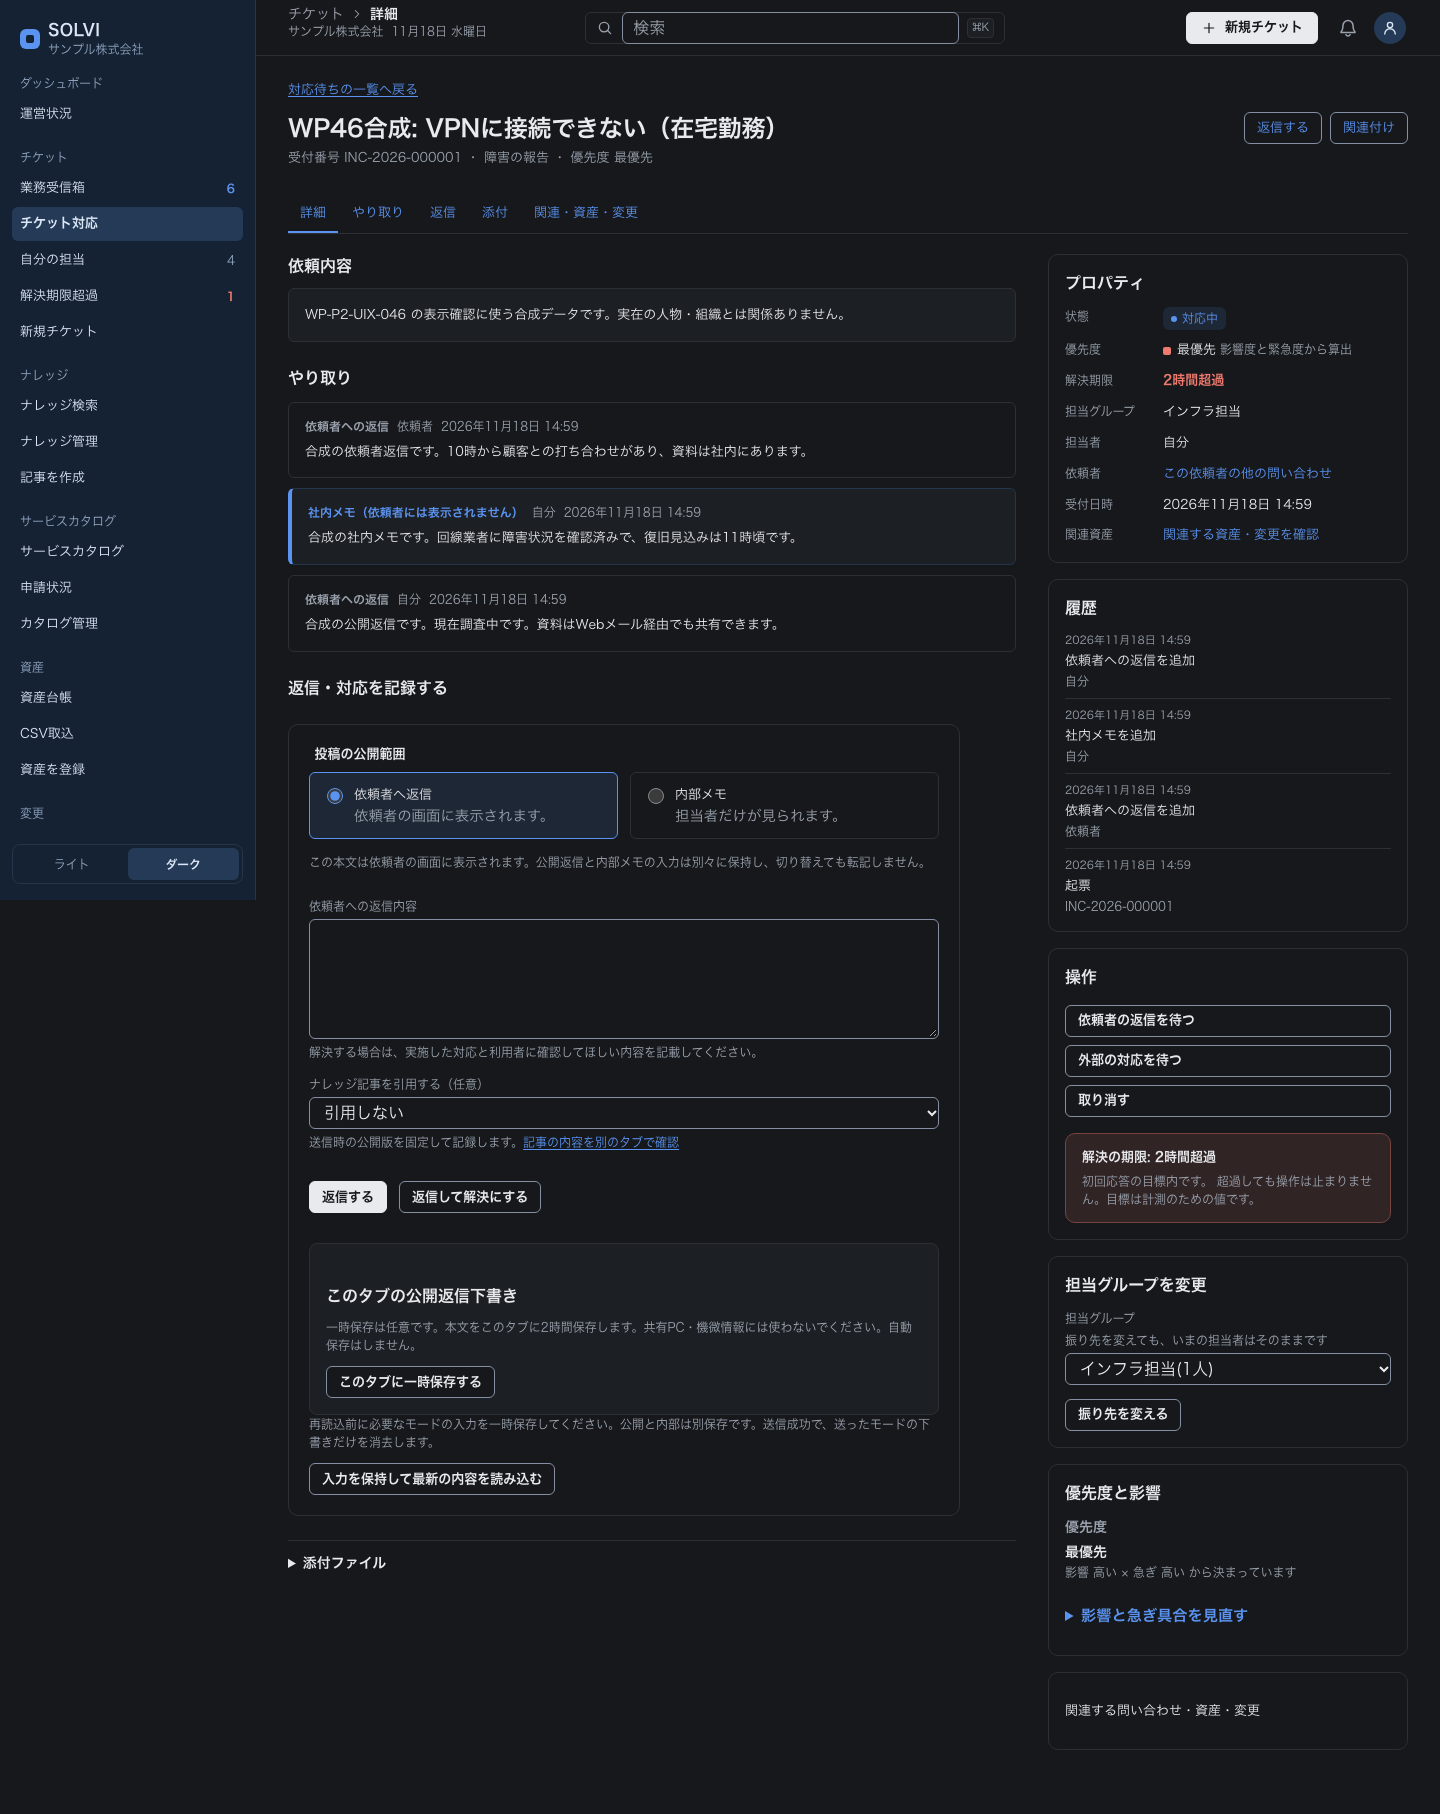 SOLVI
サンプル株式会社
ダッシュボード
運営状況
チケット
業務受信箱 6
チケット対応
自分の担当 4
解決期限超過 1
新規チケット
ナレッジ
ナレッジ検索
ナレッジ管理
記事を作成
サービスカタログ
サービスカタログ
申請状況
カタログ管理
資産
資産台帳
CSV取込
資産を登録
変更
ライト ダーク
チケット > 詳細
サンプル株式会社 11月18日 水曜日
検索 ⌘K
+ 新規チケット
対応待ちの一覧へ戻る
WP46合成: VPNに接続できない（在宅勤務）
受付番号 INC-2026-000001 ・ 障害の報告 ・ 優先度 最優先
返信する 関連付け
詳細 やり取り 返信 添付 関連・資産・変更
依頼内容
WP-P2-UIX-046 の表示確認に使う合成データです。実在の人物・組織とは関係ありません。
やり取り
依頼者への返信 依頼者 2026年11月18日 14:59
合成の依頼者返信です。10時から顧客との打ち合わせがあり、資料は社内にあります。
社内メモ（依頼者には表示されません） 自分 2026年11月18日 14:59
合成の社内メモです。回線業者に障害状況を確認済みで、復旧見込みは11時頃です。
依頼者への返信 自分 2026年11月18日 14:59
合成の公開返信です。現在調査中です。資料はWebメール経由でも共有できます。
返信・対応を記録する
投稿の公開範囲
依頼者へ返信
依頼者の画面に表示されます。
内部メモ
担当者だけが見られます。
この本文は依頼者の画面に表示されます。公開返信と内部メモの入力は別々に保持し、切り替えても転記しません。
依頼者への返信内容
解決する場合は、実施した対応と利用者に確認してほしい内容を記載してください。
ナレッジ記事を引用する（任意）
引用しない
送信時の公開版を固定して記録します。記事の内容を別のタブで確認
返信する 返信して解決にする
このタブの公開返信下書き
一時保存は任意です。本文をこのタブに2時間保存します。共有PC・機微情報には使わないでください。自動
保存はしません。
このタブに一時保存する
再読込前に必要なモードの入力を一時保存してください。公開と内部は別保存です。送信成功で、送ったモードの下
書きだけを消去します。
入力を保持して最新の内容を読み込む
添付ファイル
プロパティ
状態 対応中
優先度 最優先 影響度と緊急度から算出
解決期限 2時間超過
担当グループ インフラ担当
担当者 自分
依頼者 この依頼者の他の問い合わせ
受付日時 2026年11月18日 14:59
関連資産 関連する資産・変更を確認
履歴
2026年11月18日 14:59
依頼者への返信を追加
自分
2026年11月18日 14:59
社内メモを追加
自分
2026年11月18日 14:59
依頼者への返信を追加
依頼者
2026年11月18日 14:59
起票
INC-2026-000001
操作
依頼者の返信を待つ
外部の対応を待つ
取り消す
解決の期限: 2時間超過
初回応答の目標内です。 超過しても操作は止まりませ
ん。目標は計測のための値です。
担当グループを変更
担当グループ
振り先を変えても、いまの担当者はそのままです
インフラ担当(1人)
振り先を変える
優先度と影響
優先度
最優先
影響 高い × 急ぎ 高い から決まっています
影響と急ぎ具合を見直す
関連する問い合わせ・資産・変更